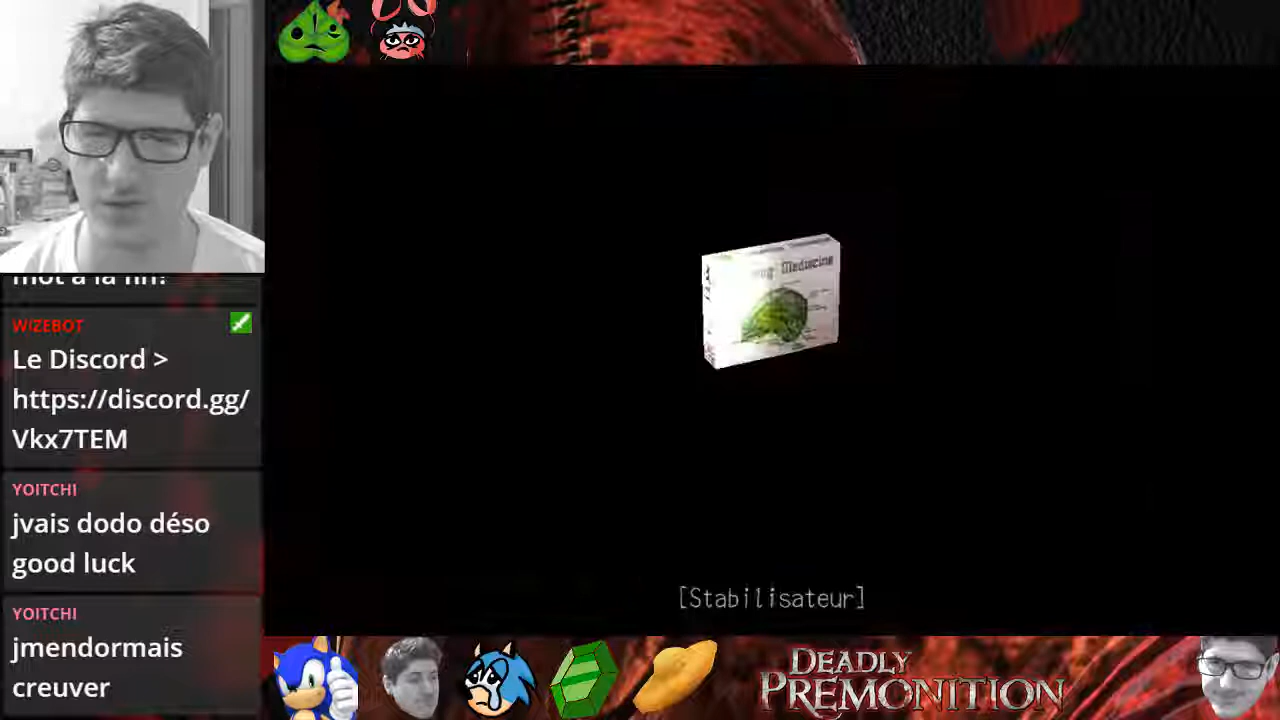 WIZEBOT
Le Discord >
https://discord.gg/
Vkx7TEM
YOITCHI
jvais dodo déso
good luck
YOITCHI
jmendormais
creuver
Medwcine
[Stabilisateur]
DEADLY
PREMONITION